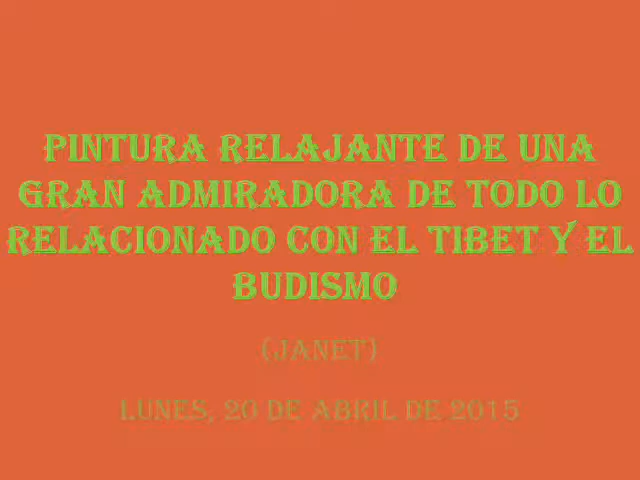 PINTURA RELAJANTE DE UNA
GRAN ADMIRADORA DE TODO LO
RELACIONADO CON EL TIBET Y EL
BUDISMO
(JANET)
LUNES, 20 DE ABRIL DE 2015